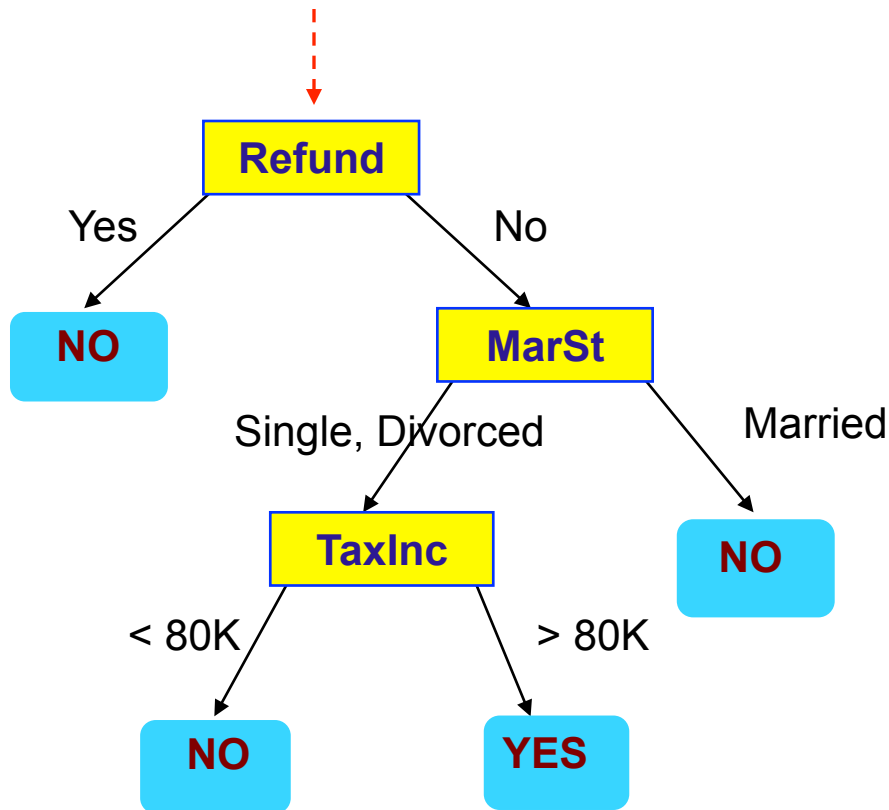 Refund
Yes
No
NO
MarSt
Single, Divorced
Married
TaxInc
NO
< 80K
> 80K
NO
YES